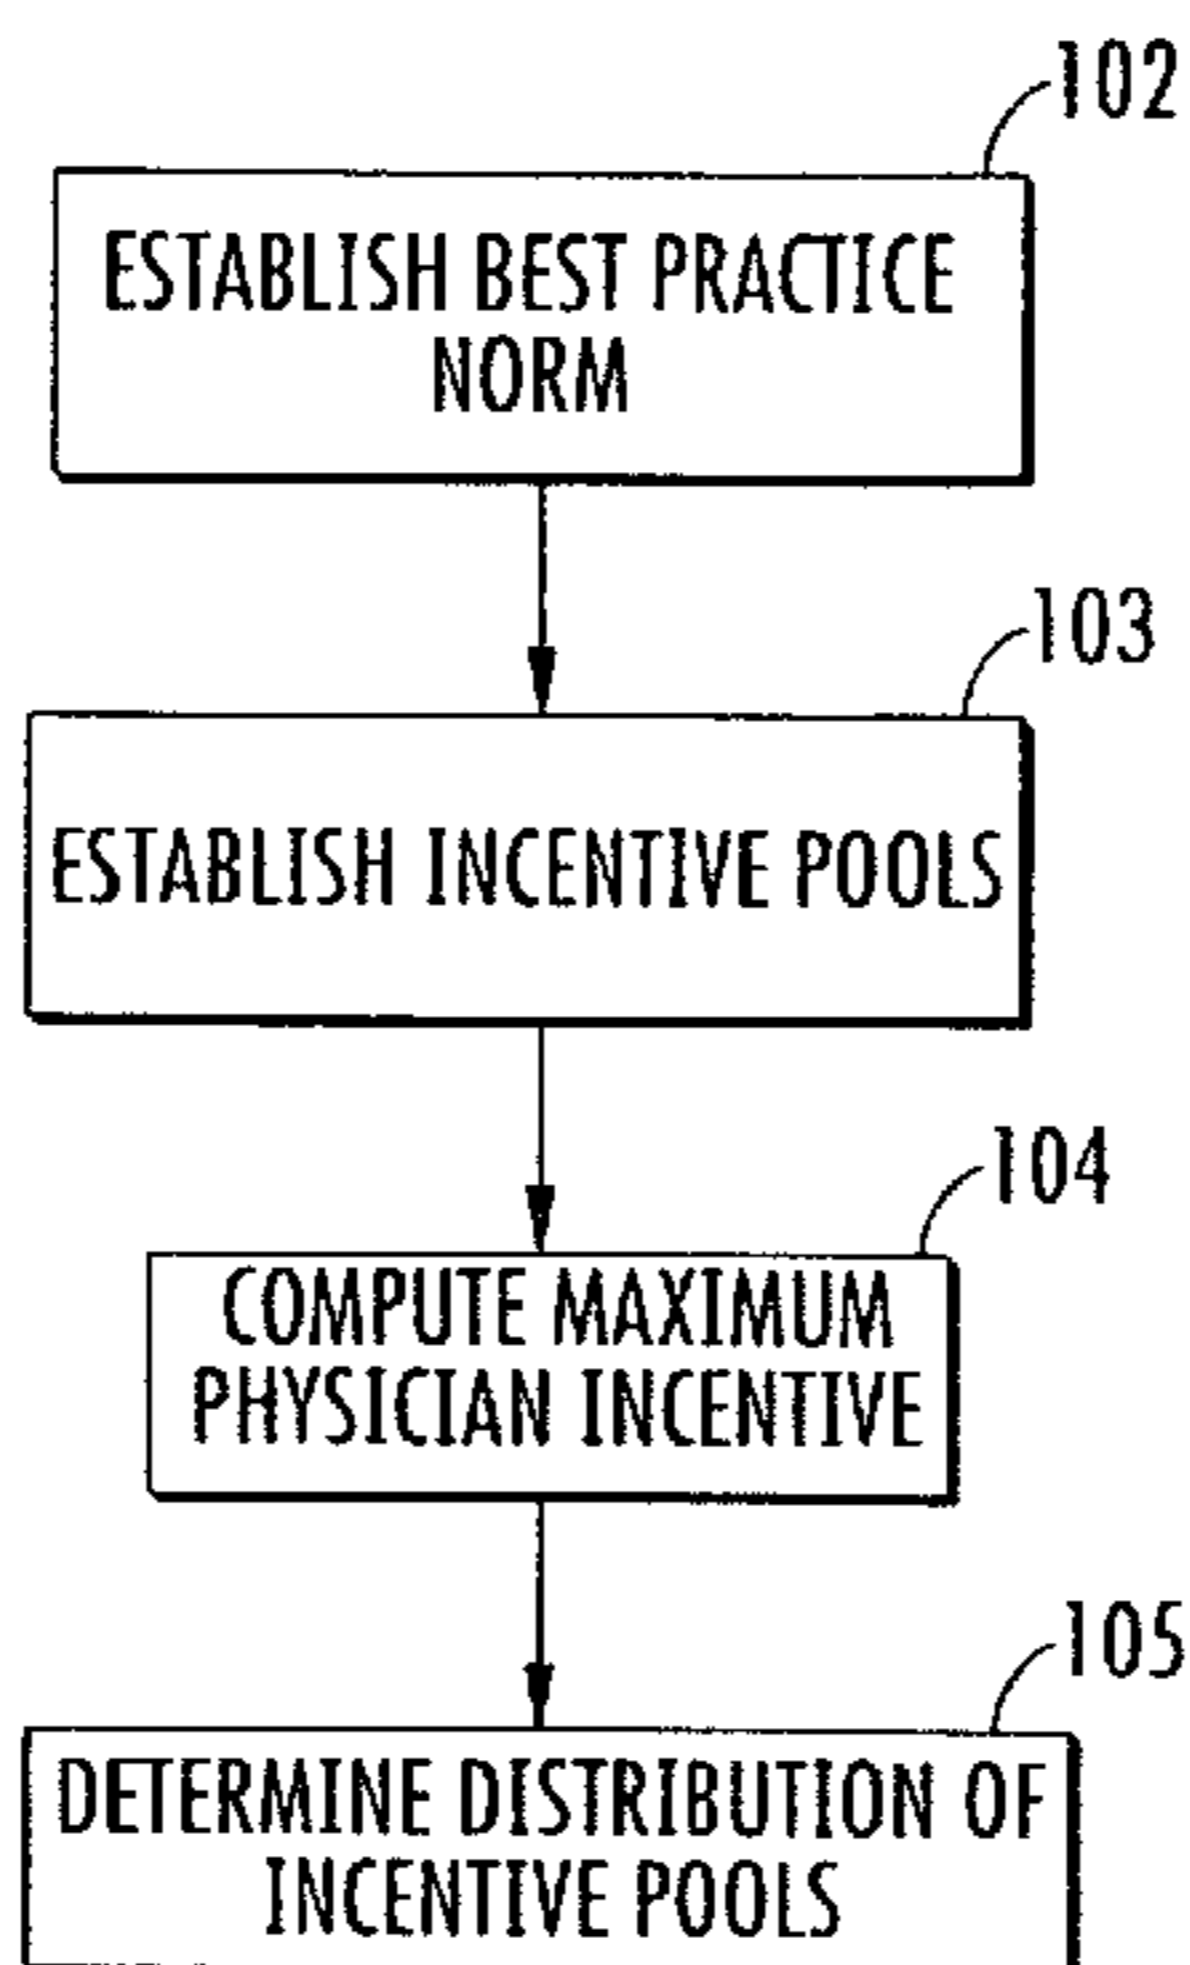 102
ESTABLISH BEST PRACTICE
NORM
103
ESTABLISH INCENTIVE POOLS
104
COMPUTE MAXIMUM
PHYSICIAN INCENTIVE
105
DETERMINE DISTRIBUTION OF
INCENTIVE POOLS